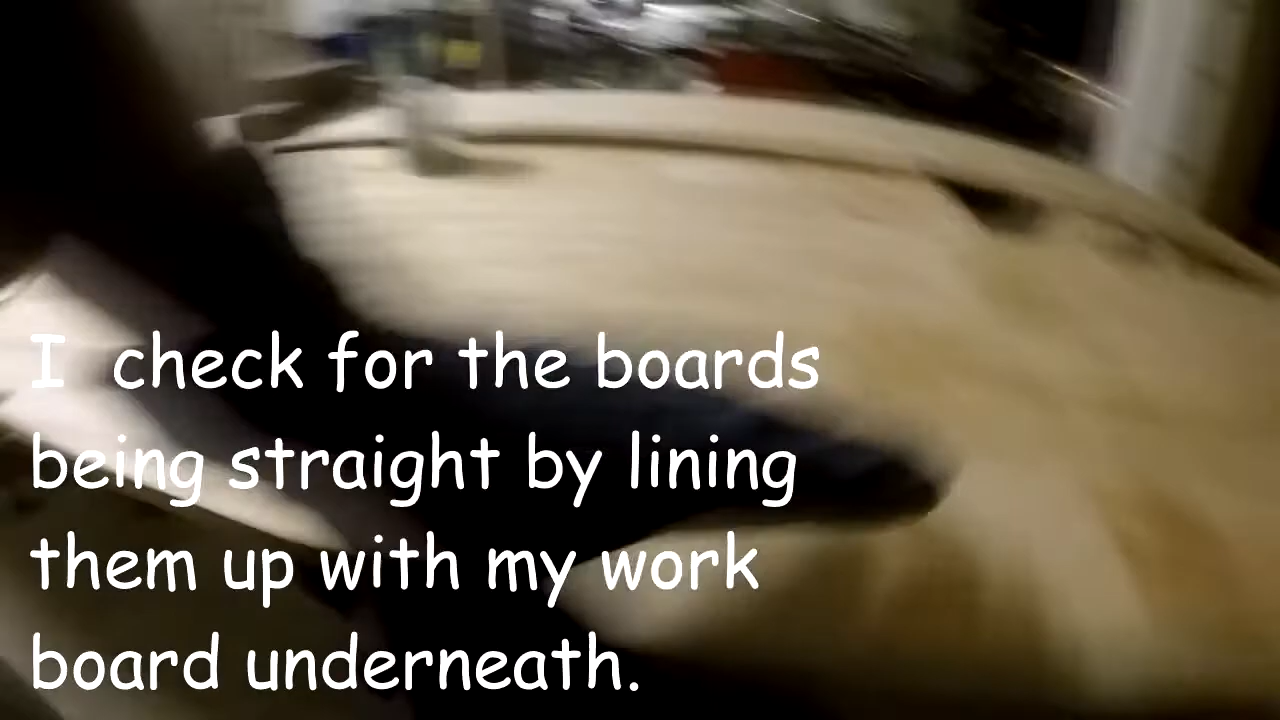 I check for the boards
being straight by lining
them up with my work
board underneath.